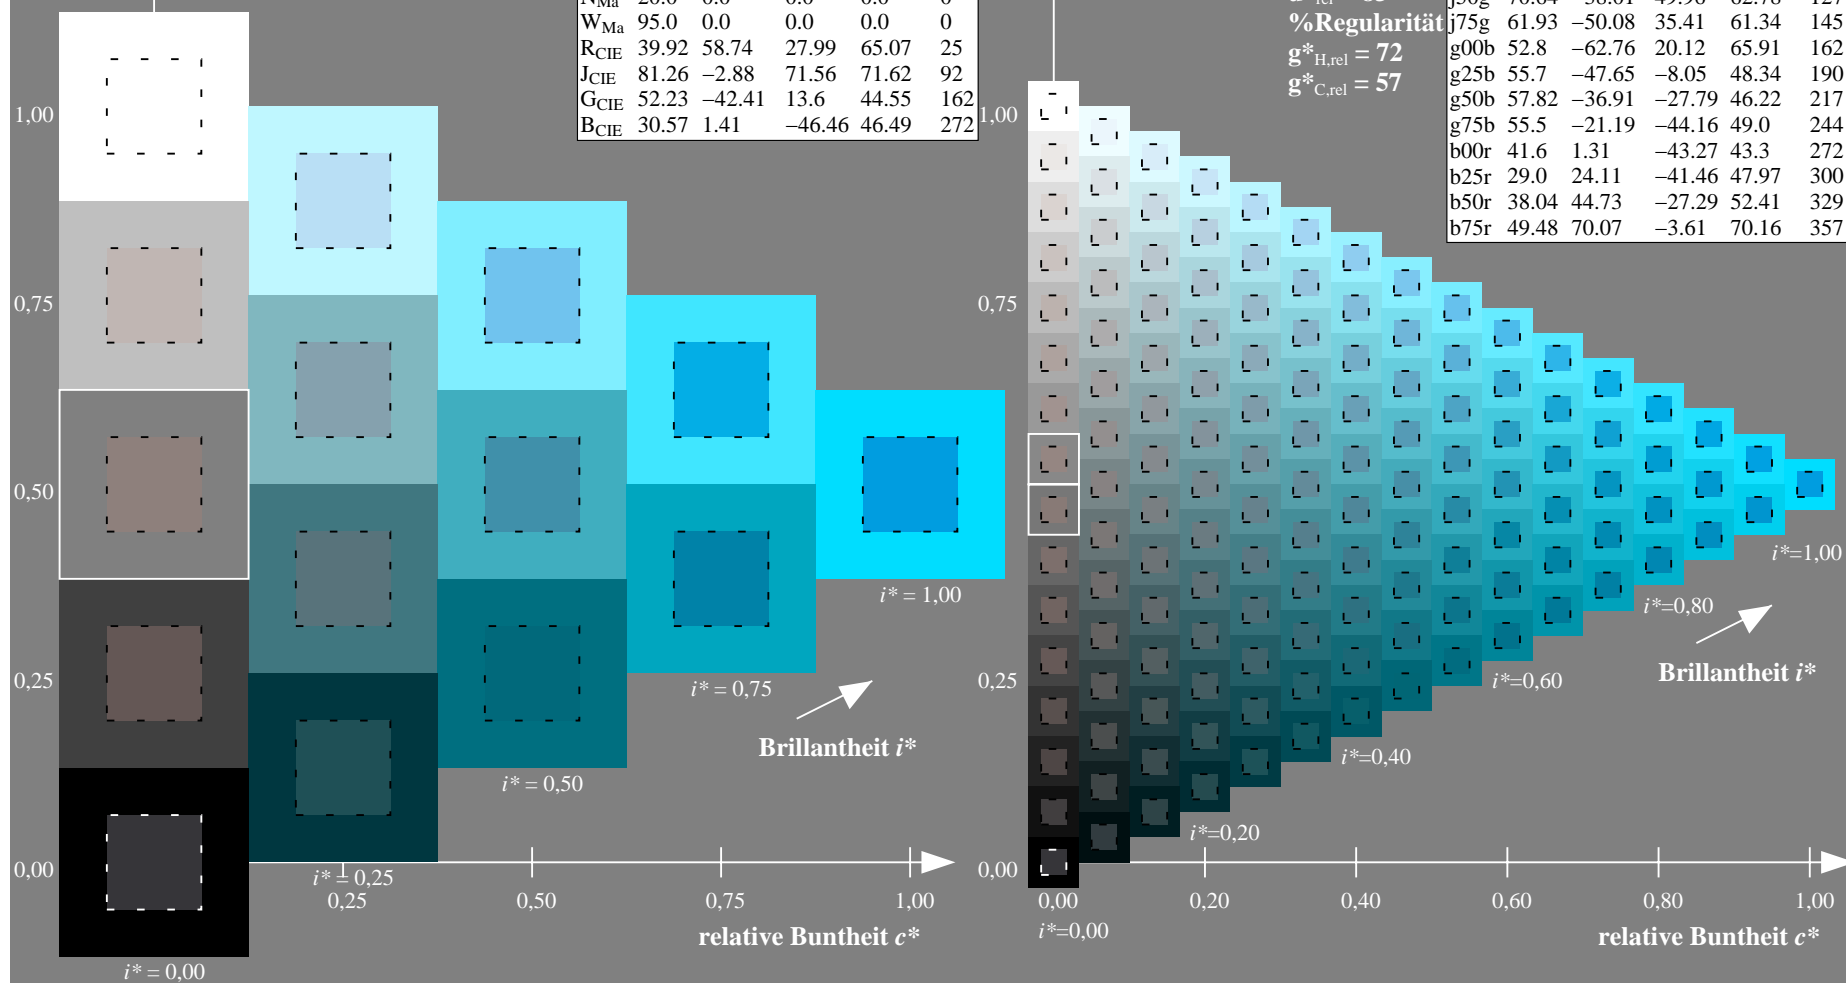 W_Ma 95.0 0.0 0.0 0.0 0
R_CIE 39.92 58.74 27.99 65.07 25
J_CIE 81.26 −2.88 71.56 71.62 92
G_CIE 52.23 −42.41 13.6 44.55 162
B_CIE 30.57 1.41 −46.46 46.49 272
%Regularität
g*_H,rel = 72
g*_C,rel = 57
j75g 61.93 −50.08 35.41 61.34 145
g00b 52.8 −62.76 20.12 65.91 162
g25b 55.7 −47.65 −8.05 48.34 190
g50b 57.82 −36.91 −27.79 46.22 217
g75b 55.5 −21.19 −44.16 49.0 244
b00r 41.6 1.31 −43.27 43.3 272
b25r 29.0 24.11 −41.46 47.97 300
b50r 38.04 44.73 −27.29 52.41 329
b75r 49.48 70.07 −3.61 70.16 357
1,00
0,75
0,50
0,25
0,00
i* = 1,00
i* = 0,75
Brillantheit i*
i* = 0,50
i* = 0,25
0,25 0,50 0,75 1,00
relative Buntheit c*
i* = 0,00
1,00
0,75
0,50
0,25
0,00
i*=1,00
i*=0,80
Brillantheit i*
i*=0,60
i*=0,40
i*=0,20
0,00 0,20 0,40 0,60 0,80 1,00
i*=0,00
relative Buntheit c*